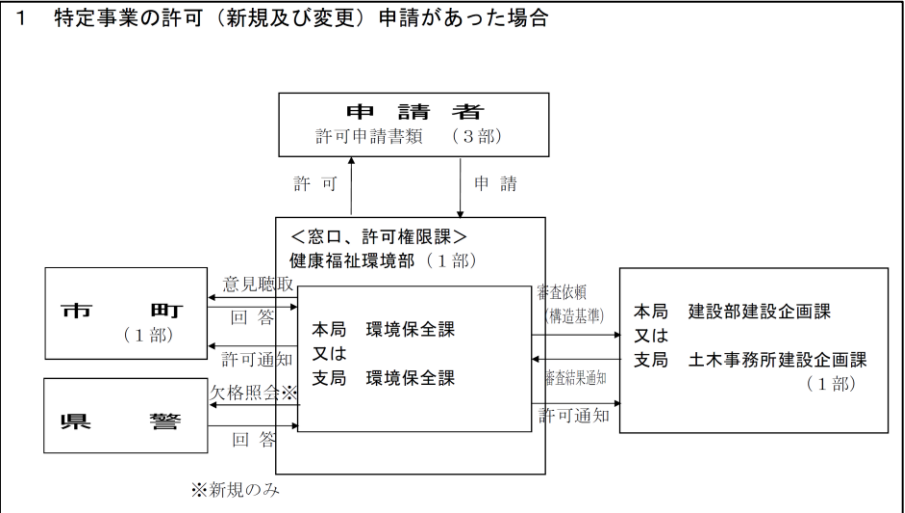 1　特定事業の許可（新規及び変更）申請があった場合
申 請 者
許可申請書類　（３部）
許 可
申 請
＜窓口、許可権限課＞
健康福祉環境部（１部）
市　　町
（１部）
意見聴取
回 答
許可通知
県　　警
欠格照会※
回 答
本局　環境保全課
又は
支局　環境保全課
審査依頼
（構造基準）
審査結果通知
許可通知
本局　建設部建設企画課
又は
支局　土木事務所建設企画課
（１部）
※新規のみ